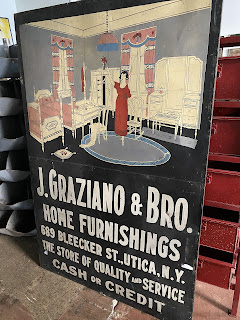 J. GRAZIANO & BRO.
HOME FURNISHINGS
689 BLEECKER ST., UTICA, N.Y.
THE STORE OF QUALITY AND SERVICE
CASH OR CREDIT